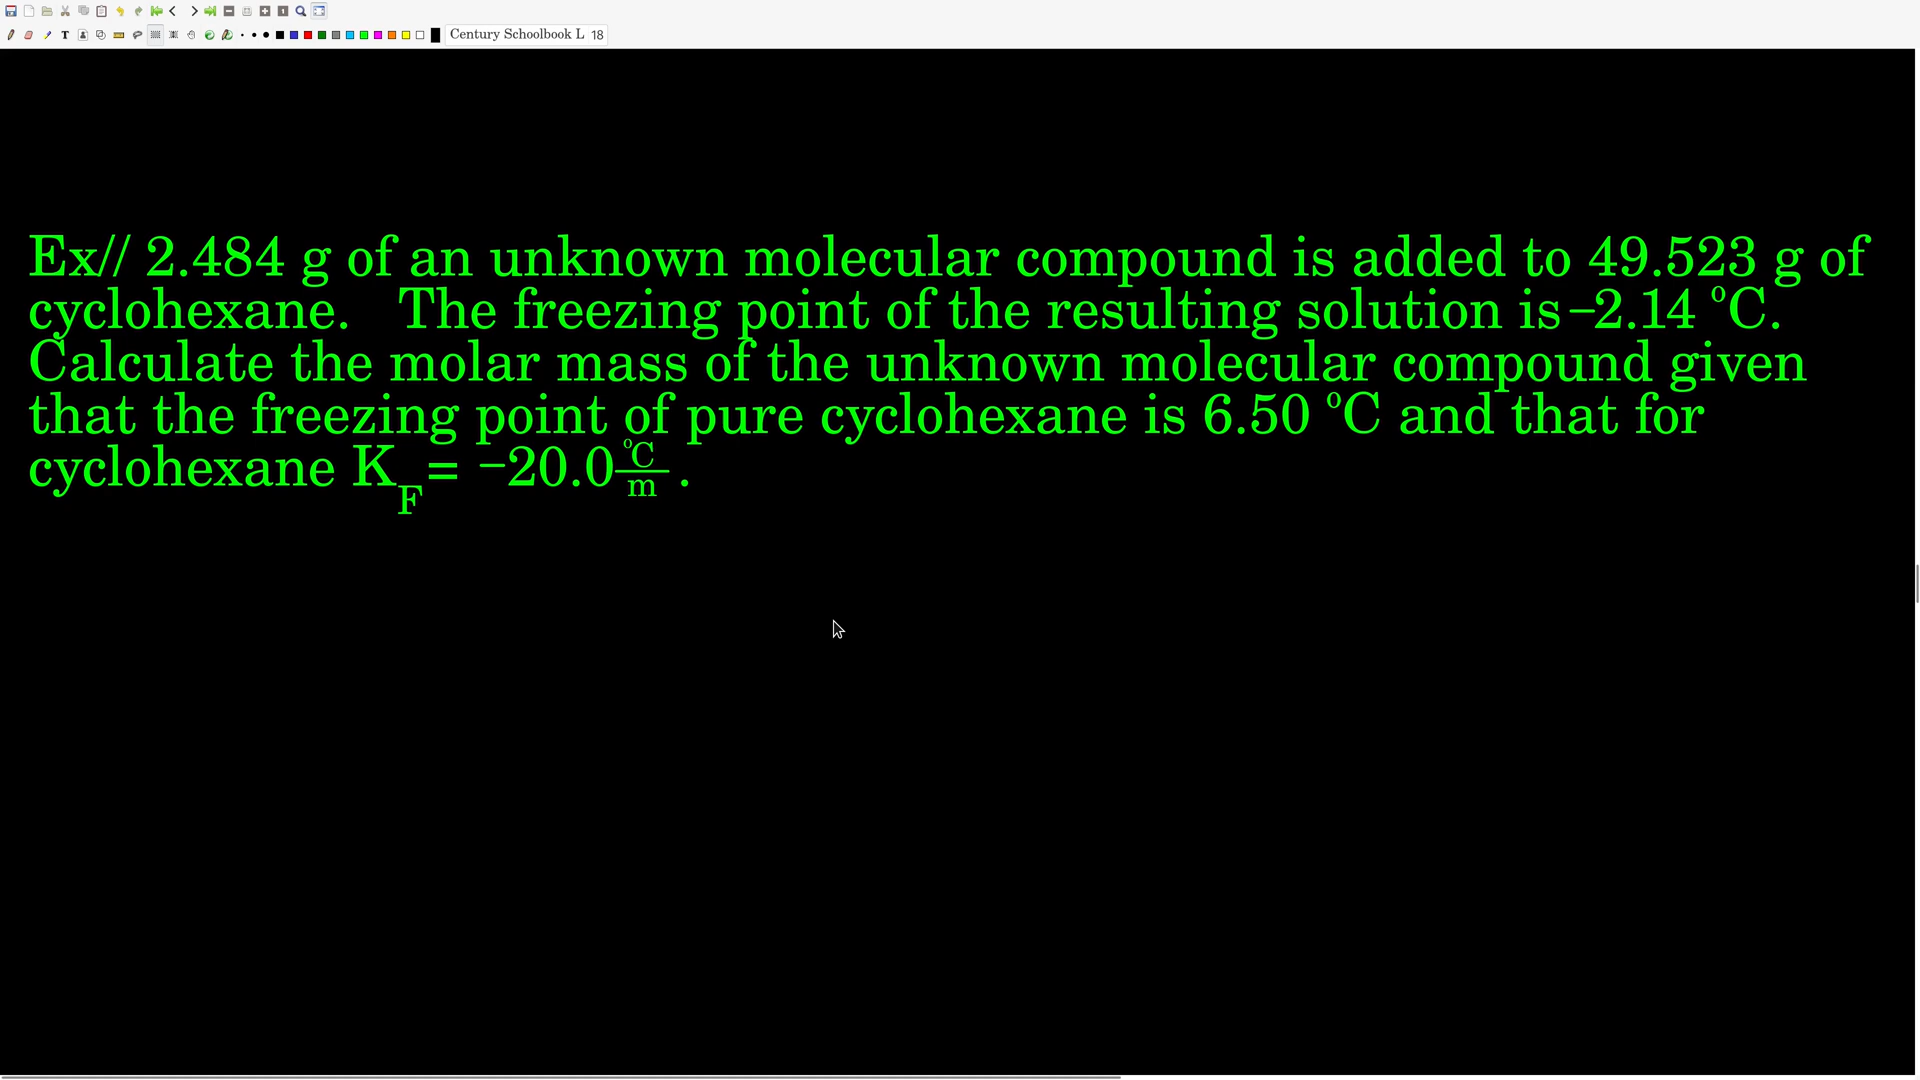 Century Schoolbook L 18
Ex// 2.484 g of an unknown molecular compound is added to 49.523 g of
cyclohexane. The freezing point of the resulting solution is −2.14 °C.
Calculate the molar mass of the unknown molecular compound given
that the freezing point of pure cyclohexane is 6.50 °C and that for
cyclohexane K_F = −20.0 °C/m .